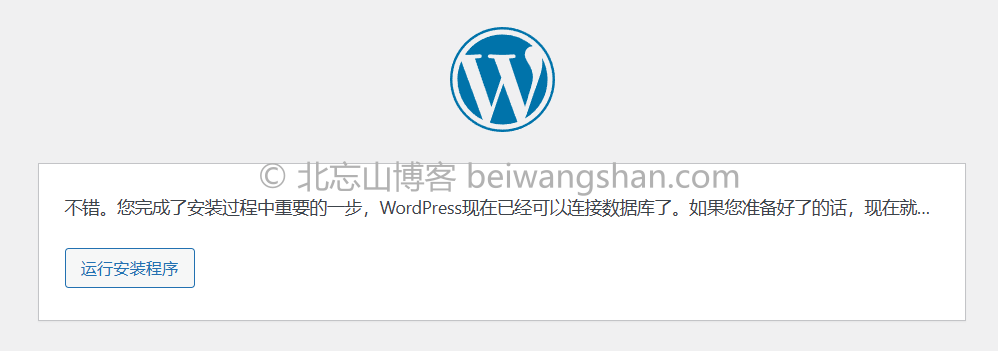 © 北忘山博客 beiwangshan.com
不错。您完成了安装过程中重要的一步，WordPress现在已经可以连接数据库了。如果您准备好了的话，现在就...
运行安装程序